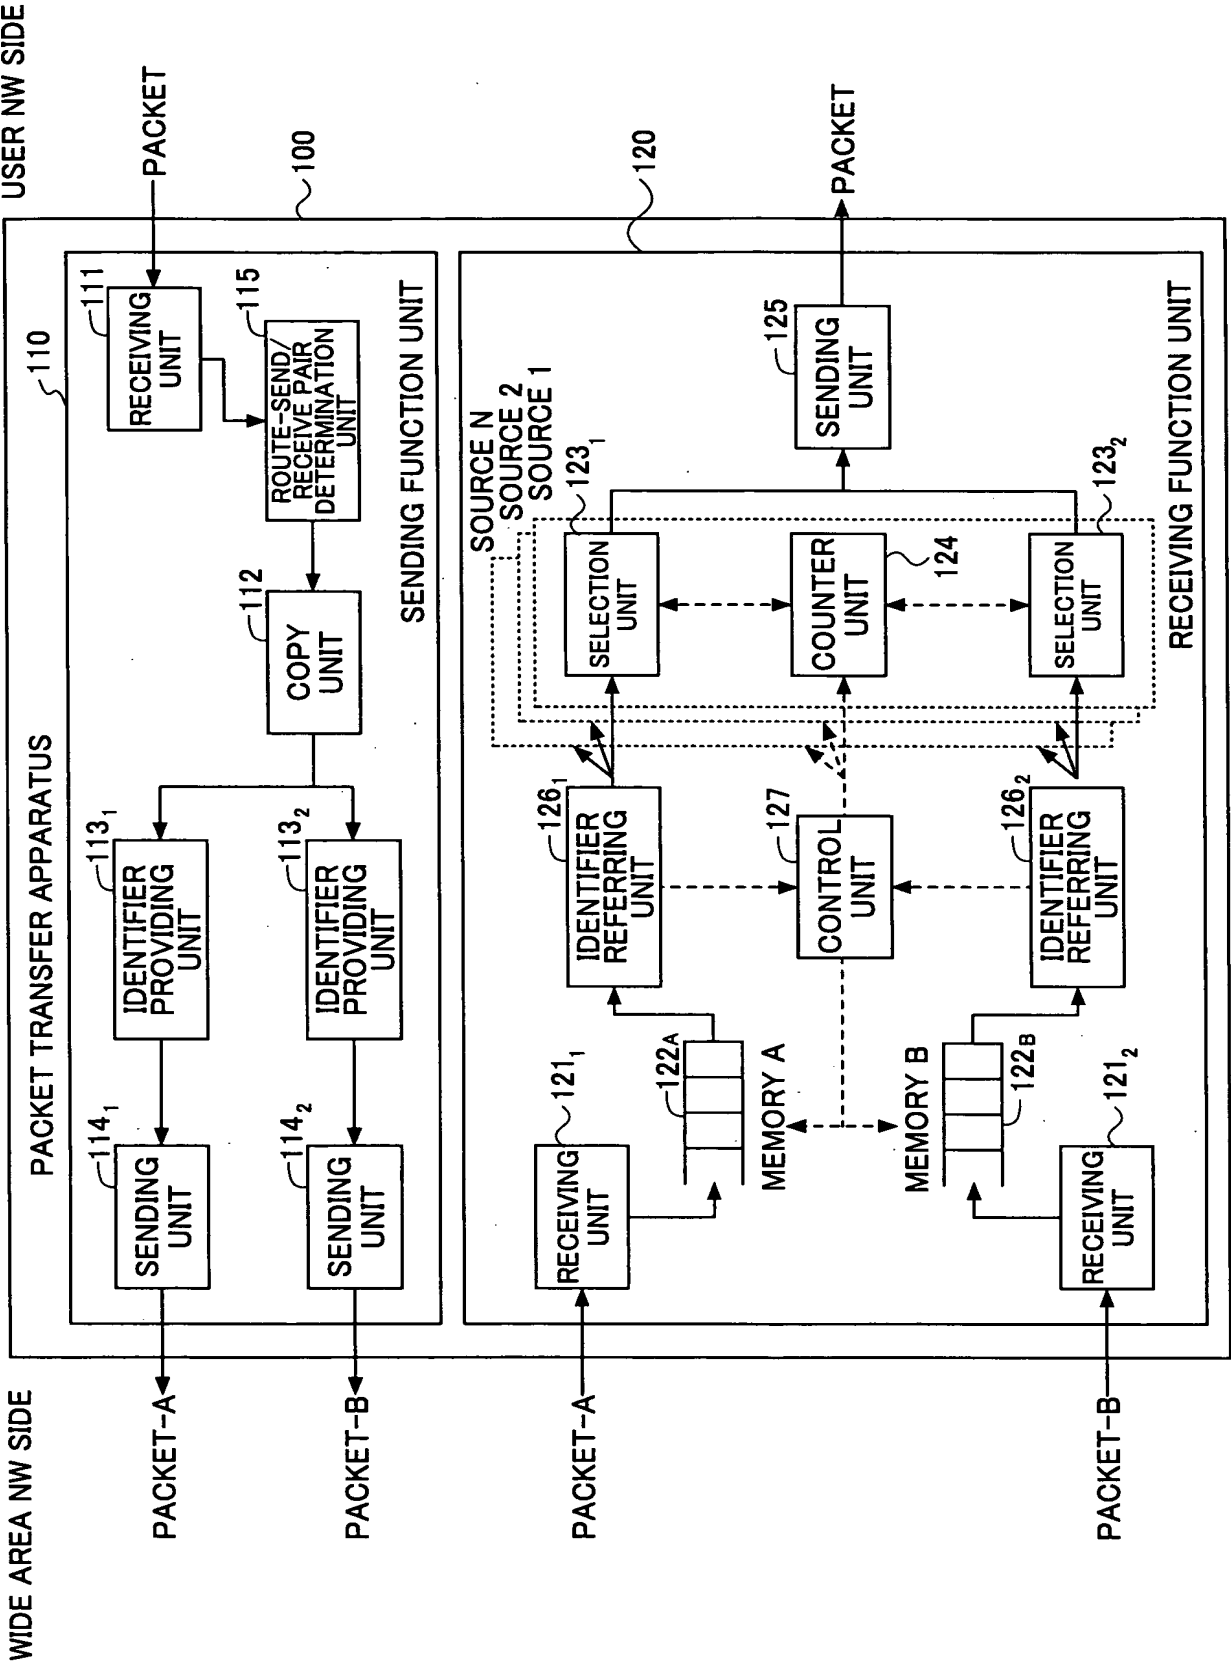 WIDE AREA NW SIDE
USER NW SIDE
PACKET TRANSFER APPARATUS
100
110
PACKET
111
RECEIVING
UNIT
115
ROUTE-SEND/
RECEIVE PAIR
DETERMINATION
UNIT
112
COPY
UNIT
113₁
IDENTIFIER
PROVIDING
UNIT
113₂
IDENTIFIER
PROVIDING
UNIT
114₁
SENDING
UNIT
114₂
SENDING
UNIT
PACKET-A
PACKET-B
SENDING FUNCTION UNIT
120
SOURCE N
SOURCE 2
SOURCE 1
PACKET-A
121₁
RECEIVING
UNIT
122A
MEMORY A
126₁
IDENTIFIER
REFERRING
UNIT
123₁
SELECTION
UNIT
127
CONTROL
UNIT
COUNTER
UNIT
124
125
SENDING
UNIT
PACKET
MEMORY B
122B
126₂
IDENTIFIER
REFERRING
UNIT
123₂
SELECTION
UNIT
121₂
RECEIVING
UNIT
PACKET-B
RECEIVING FUNCTION UNIT